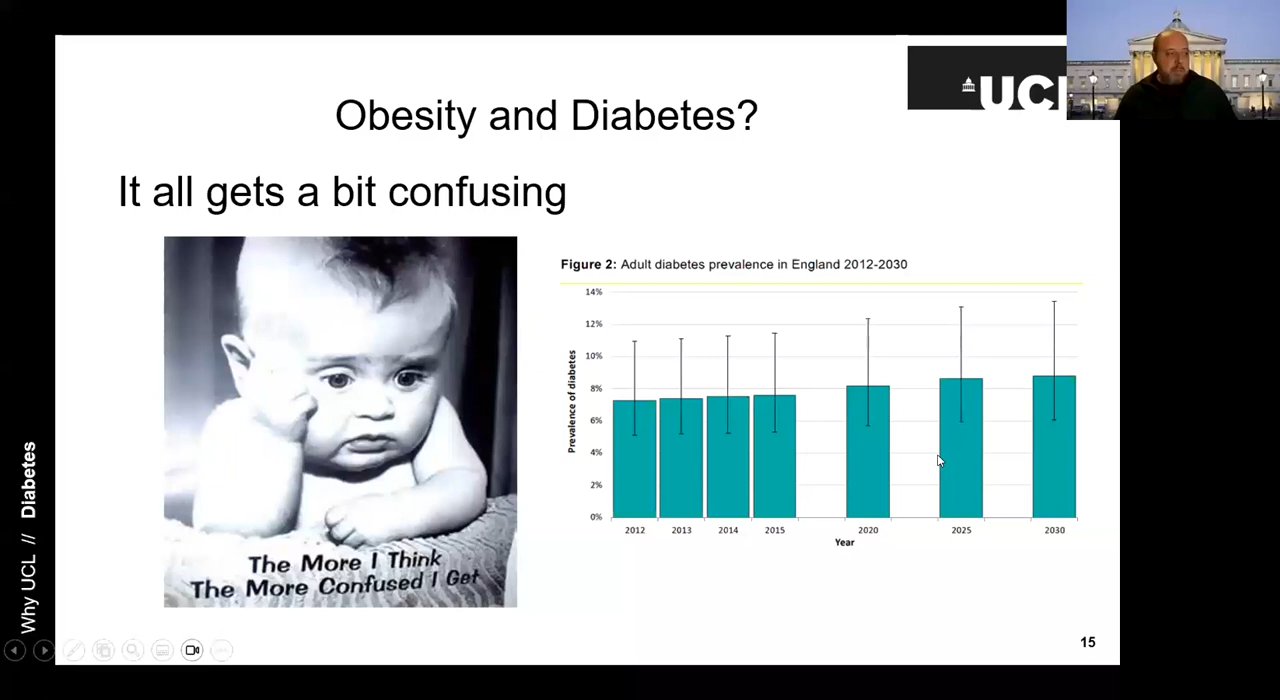 Obesity and Diabetes?
UCL
It all gets a bit confusing
The More I Think
The More Confused I Get
Figure 2: Adult diabetes prevalence in England 2012-2030
14%
12%
10%
8%
6%
4%
2%
0%
Prevalence of diabetes
2012 2013 2014 2015 2020 2025 2030
Year
Why UCL // Diabetes
15